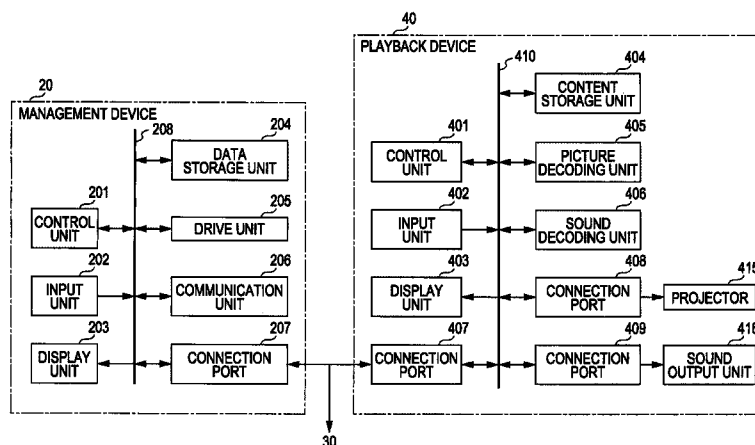 40
PLAYBACK DEVICE
410
404
CONTENT
STORAGE UNIT
401
CONTROL
UNIT
405
PICTURE
DECODING UNIT
402
INPUT
UNIT
406
SOUND
DECODING UNIT
403
DISPLAY
UNIT
408
CONNECTION
PORT
415
PROJECTOR
407
CONNECTION
PORT
409
CONNECTION
PORT
416
SOUND
OUTPUT UNIT
20
MANAGEMENT DEVICE
208
204
DATA
STORAGE UNIT
201
CONTROL
UNIT
205
DRIVE UNIT
202
INPUT
UNIT
206
COMMUNICATION
UNIT
203
DISPLAY
UNIT
207
CONNECTION
PORT
30